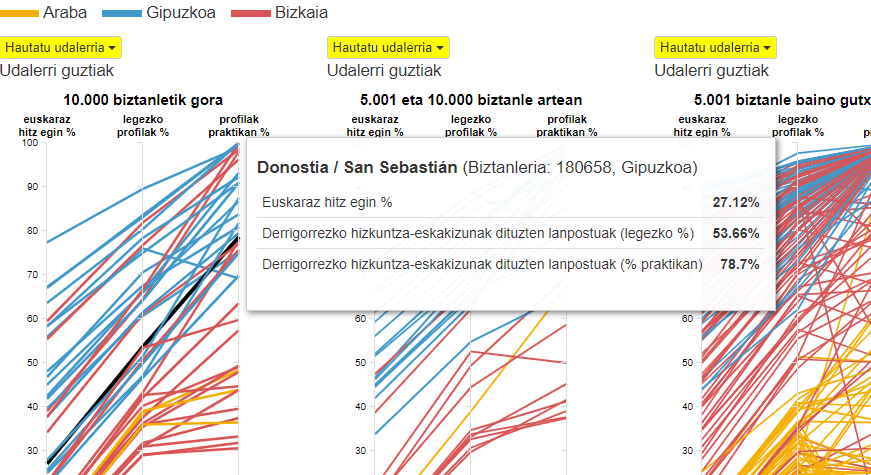 Araba Gipuzkoa Bizkaia
Hautatu udalerria Hautatu udalerria Hautatu udalerria
Udalerri guztiak Udalerri guztiak Udalerri guztiak
10.000 biztanletik gora 5.001 eta 10.000 biztanle artean 5.001 biztanle baino gutx
euskaraz legezko profilak euskaraz legezko profilak euskaraz legezko
hitz egin % profilak % praktikan % hitz egin % profilak % praktikan % hitz egin % profilak % p
100
90
80
70
60 60 60
50 50 50
40 40 40
30 30 30
Donostia / San Sebastián (Biztanleria: 180658, Gipuzkoa)
Euskaraz hitz egin % 27.12%
Derrigorrezko hizkuntza-eskakizunak dituzten lanpostuak (legezko %) 53.66%
Derrigorrezko hizkuntza-eskakizunak dituzten lanpostuak (% praktikan) 78.7%